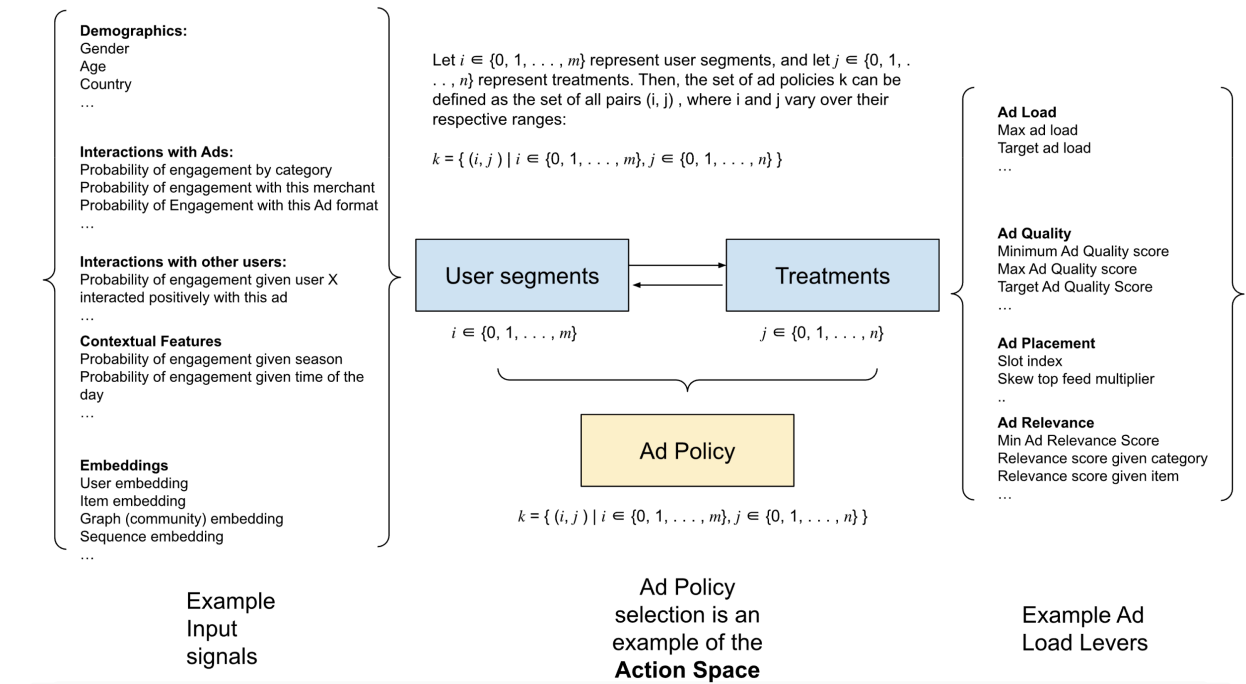 Demographics:
Gender
Age
Country
…
Interactions with Ads:
Probability of engagement by category
Probability of engagement with this merchant
Probability of Engagement with this Ad format
…
Interactions with other users:
Probability of engagement given user X
interacted positively with this ad
…
Contextual Features
Probability of engagement given season
Probability of engagement given time of the
day
…
Embeddings
User embedding
Item embedding
Graph (community) embedding
Sequence embedding
…
Example
Input
signals
Let i ∈ {0, 1, . . . , m} represent user segments, and let j ∈ {0, 1, .
. . , n} represent treatments. Then, the set of ad policies k can be
defined as the set of all pairs (i, j) , where i and j vary over their
respective ranges:
k = { (i, j ) | i ∈ {0, 1, . . . , m}, j ∈ {0, 1, . . . , n} }
User segments
Treatments
i ∈ {0, 1, . . . , m}
j ∈ {0, 1, . . . , n}
Ad Policy
k = { (i, j ) | i ∈ {0, 1, . . . , m}, j ∈ {0, 1, . . . , n} }
Ad Policy
selection is an
example of the
Action Space
Ad Load
Max ad load
Target ad load
…
Ad Quality
Minimum Ad Quality score
Max Ad Quality score
Target Ad Quality Score
…
Ad Placement
Slot index
Skew top feed multiplier
..
Ad Relevance
Min Ad Relevance Score
Relevance score given category
Relevance score given item
…
Example Ad
Load Levers